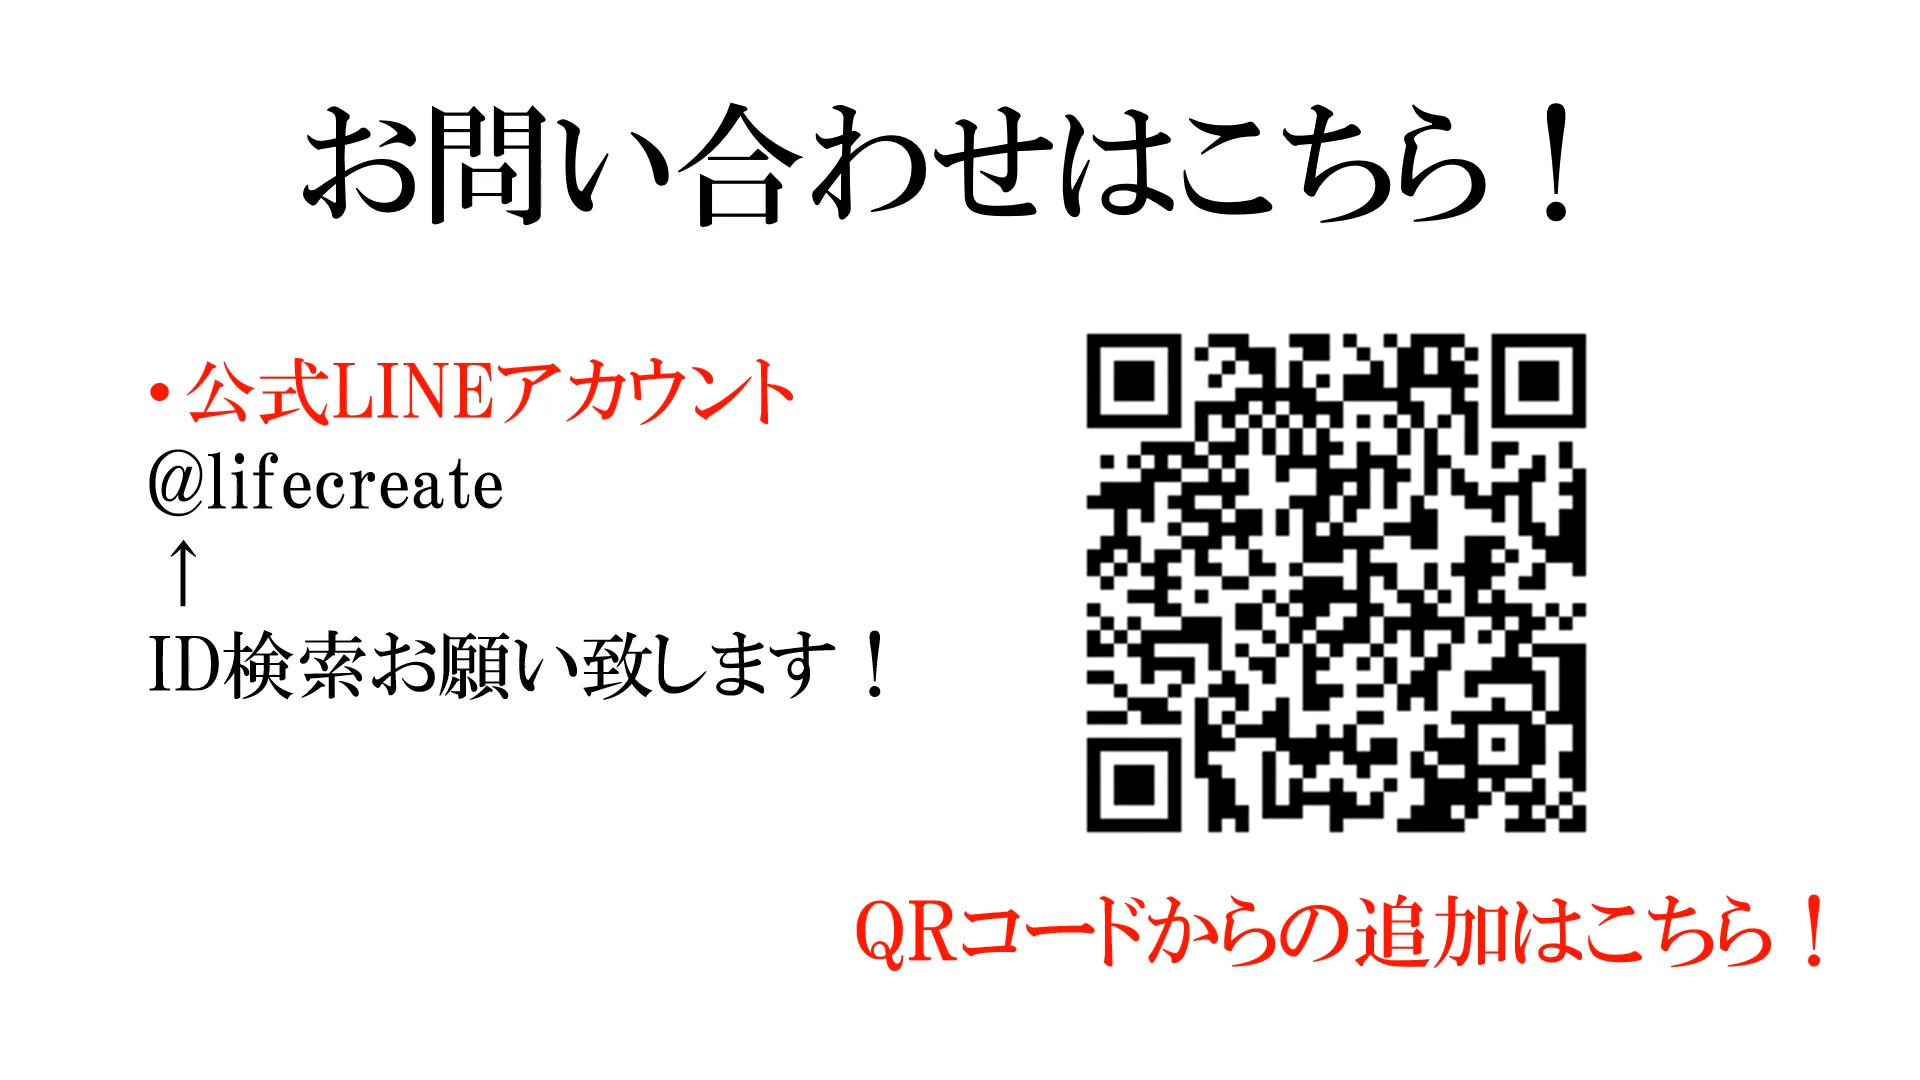 お問い合わせはこちら！
・公式LINEアカウント
@lifecreate
↑
ID検索お願い致します！
QRコードからの追加はこちら！